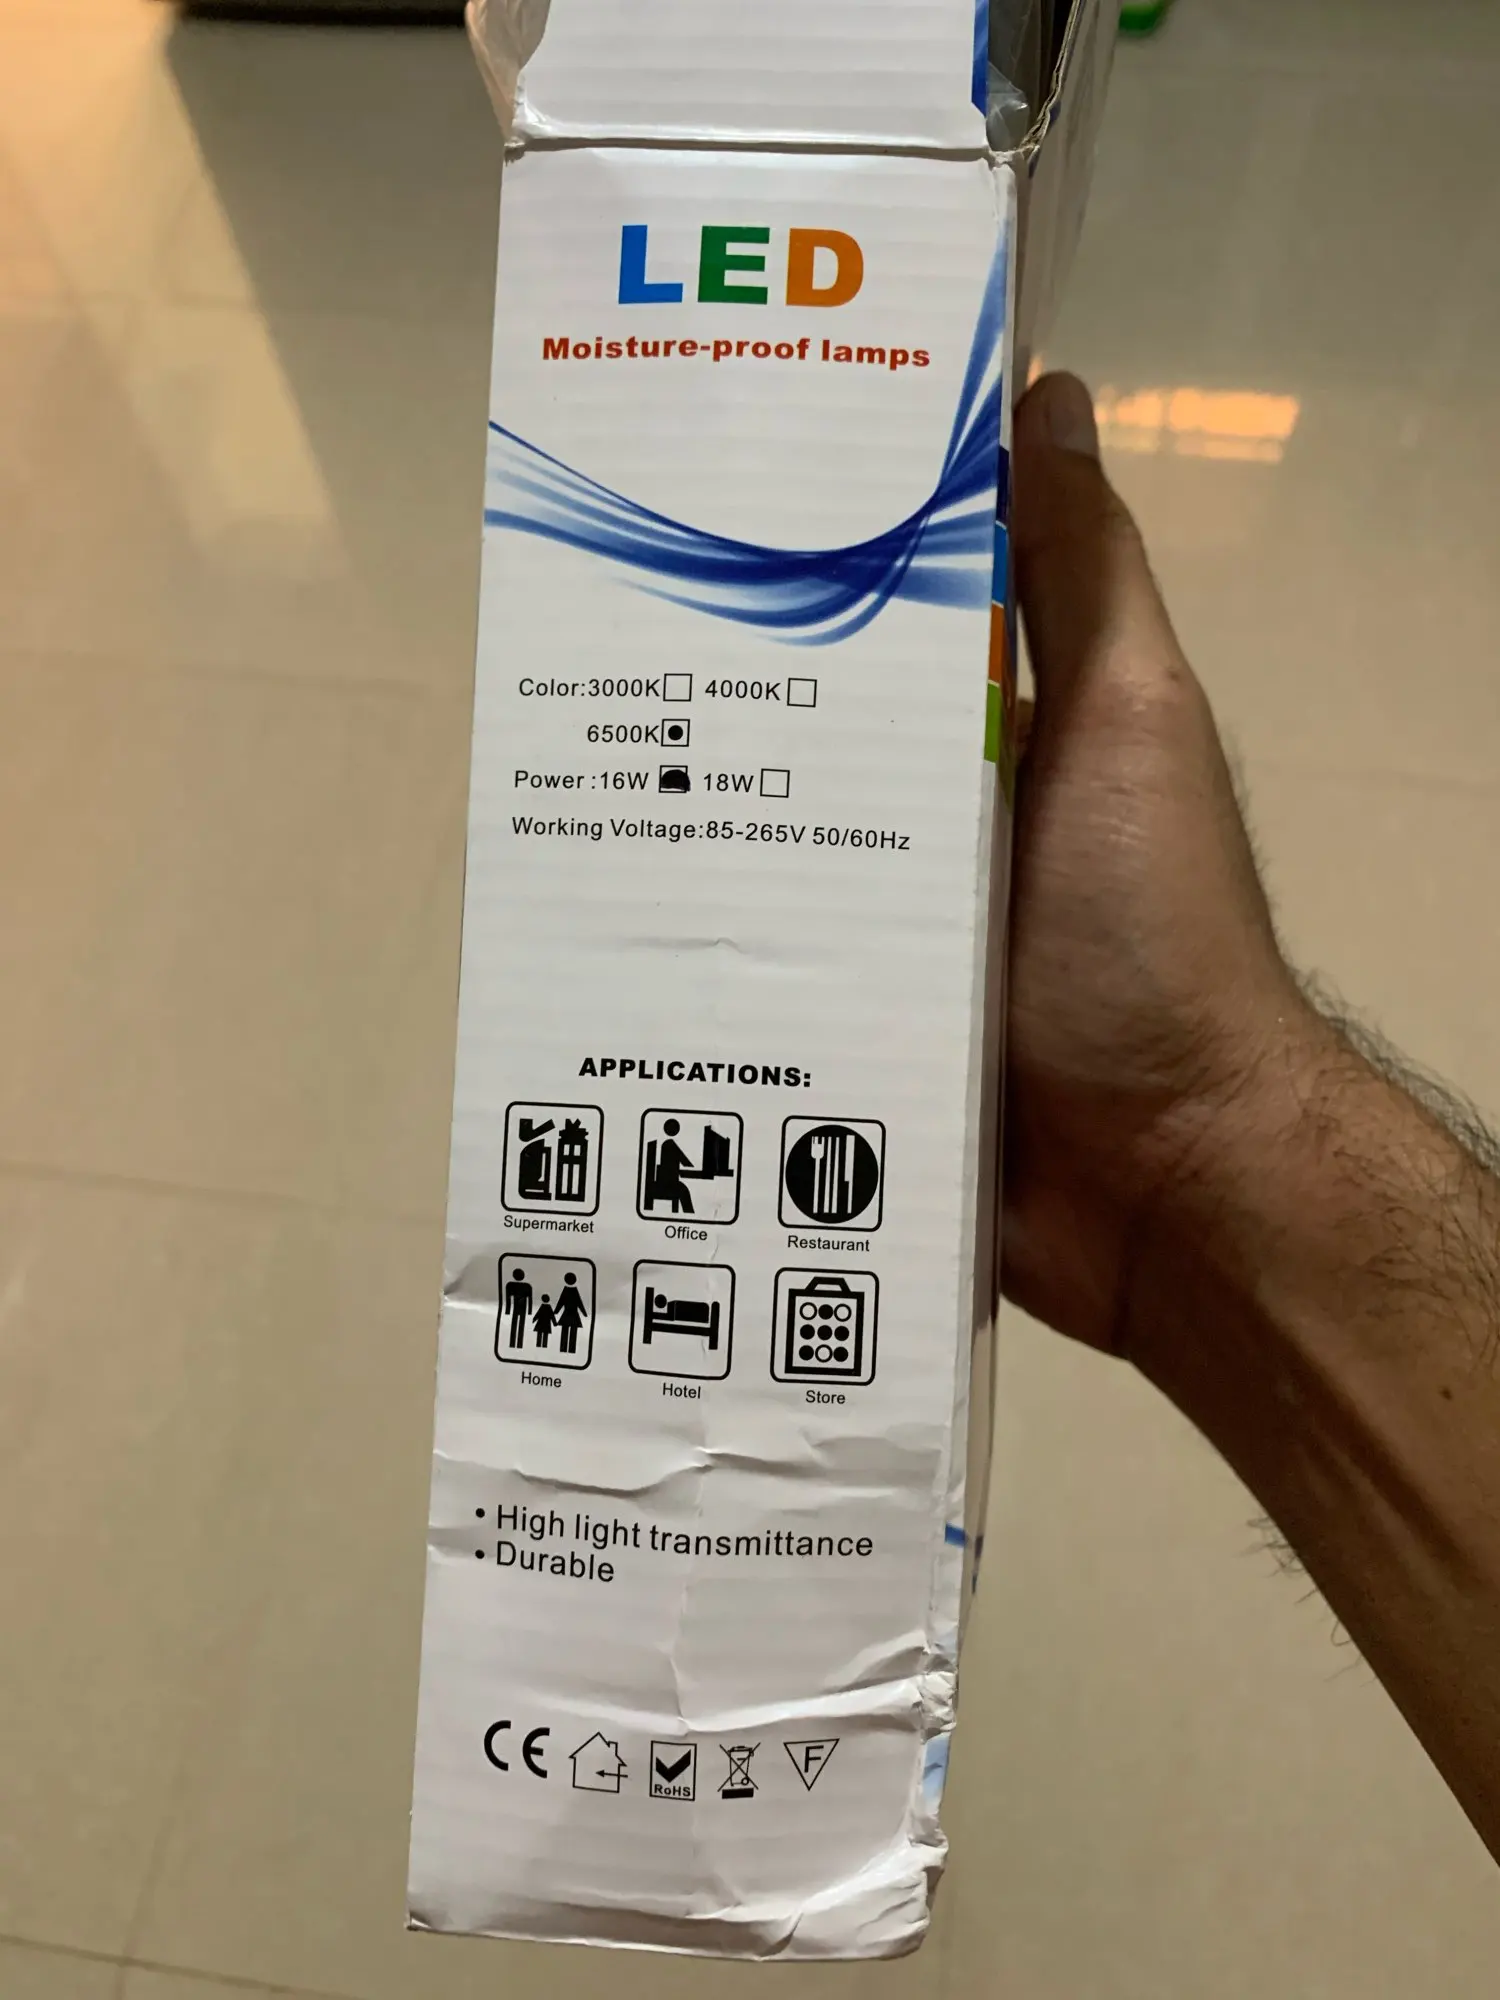 LED
Moisture-proof lamps
Color:3000K 4000K
6500K
Power:16W 18W
Working Voltage:85-265V 50/60Hz
APPLICATIONS:
Supermarket Office Restaurant
Home Hotel Store
• High light transmittance
• Durable
CE RoHS F